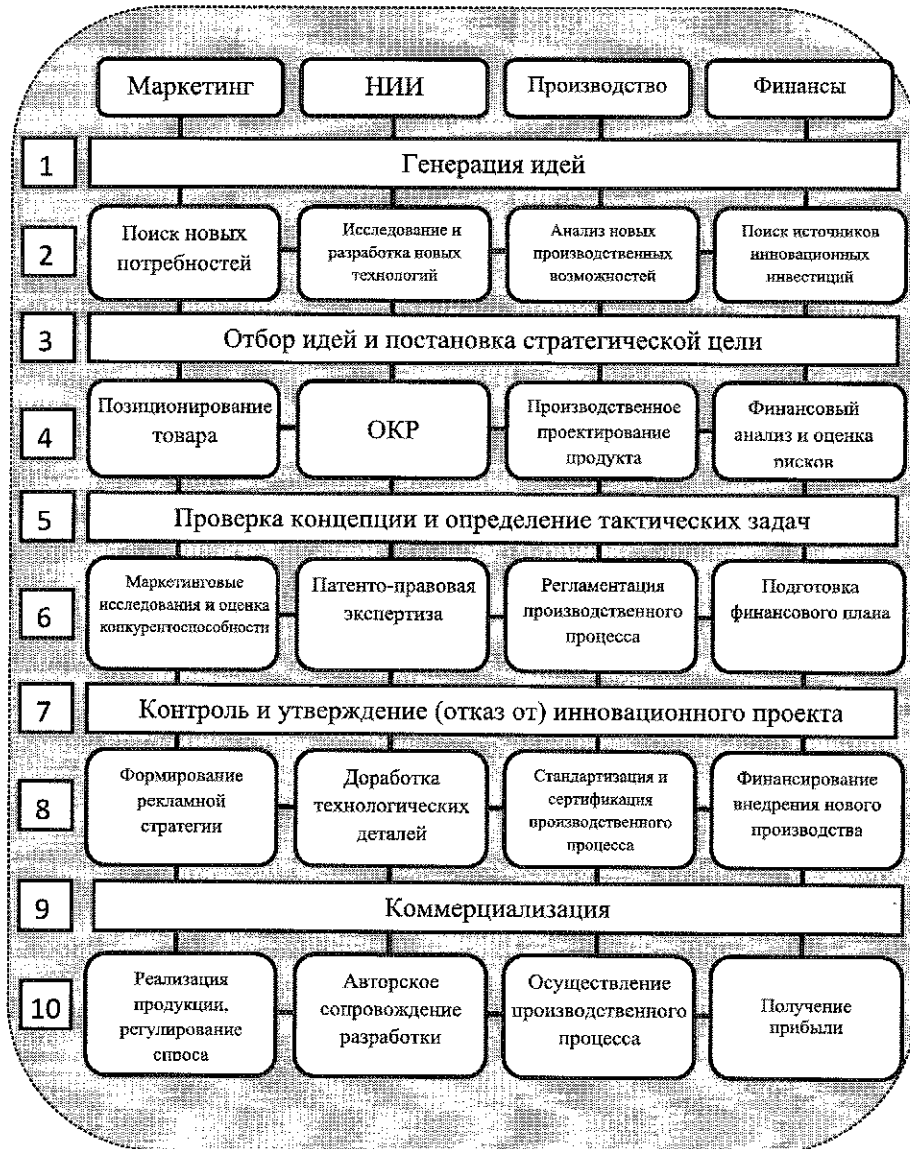 Маркетинг
НИИ
Производство
Финансы
1
Генерация идей
2
Поиск новых
потребностей
Исследование и
разработка новых
технологий
Анализ новых
производственных
возможностей
Поиск источников
инновационных
инвестиций
3
Отбор идей и постановка стратегической цели
4
Позиционирование
товара
ОКР
Производственное
проектирование
продукта
Финансовый
анализ и оценка
рисков
5
Проверка концепции и определение тактических задач
6
Маркетинговые
исследования и оценка
конкурентоспособности
Патенто-правовая
экспертиза
Регламентация
производственного
процесса
Подготовка
финансового плана
7
Контроль и утверждение (отказ от) инновационного проекта
8
Формирование
рекламной
стратегии
Доработка
технологических
деталей
Стандартизация и
сертификация
производственного
процесса
Финансирование
внедрения нового
производства
9
Коммерциализация
10
Реализация
продукции,
регулирование
спроса
Авторское
сопровождение
разработки
Осуществление
производственного
процесса
Получение
прибыли